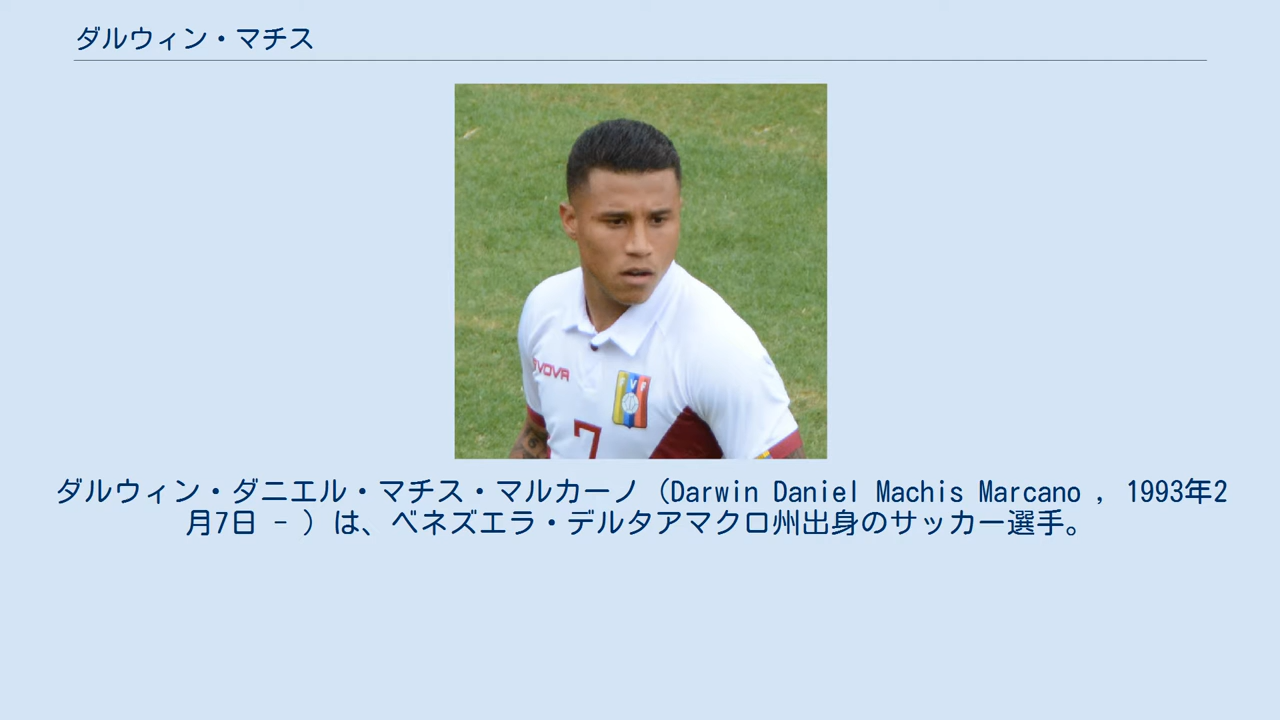 ダルウィン・マチス
GIVOVA
FVF
7
ダルウィン・ダニエル・マチス・マルカーノ（Darwin Daniel Machis Marcano , 1993年2
月7日 - ）は、ベネズエラ・デルタアマクロ州出身のサッカー選手。